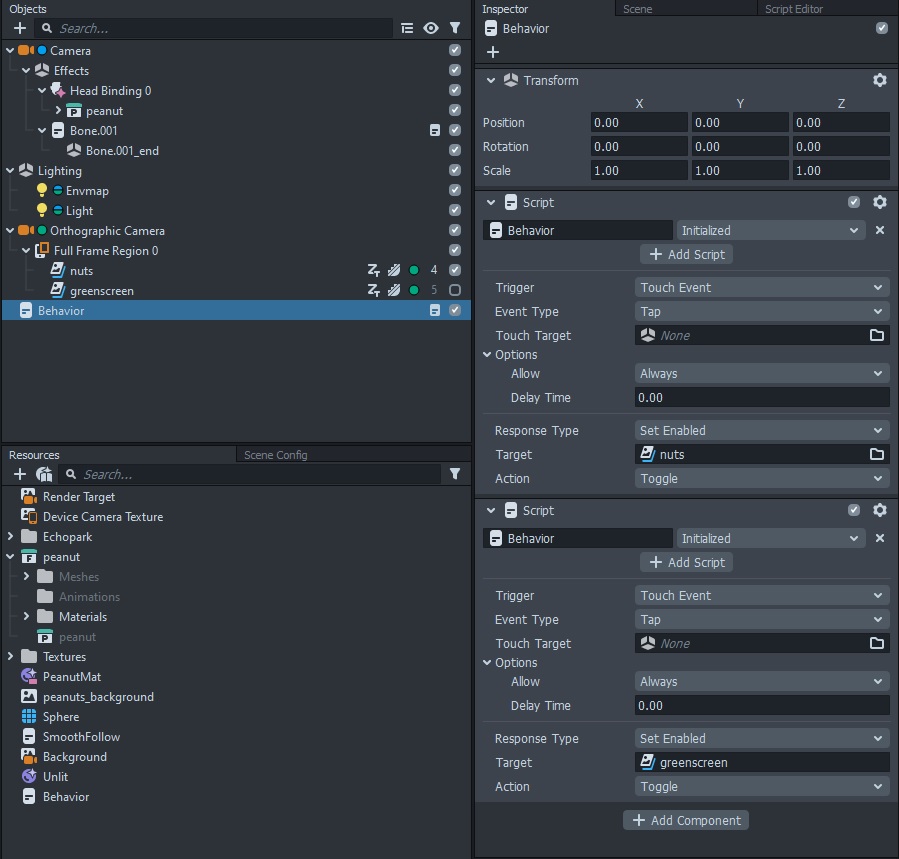 Objects
Search...
Camera
Effects
Head Binding 0
P peanut
Bone.001
Bone.001_end
Lighting
Envmap
Light
Orthographic Camera
Full Frame Region 0
nuts 4
greenscreen 5
Behavior
Resources Scene Config
Search...
Render Target
Device Camera Texture
Echopark
F peanut
Meshes
Animations
Materials
P peanut
Textures
PeanutMat
peanuts_background
Sphere
SmoothFollow
Background
Unlit
Behavior
Inspector Scene Script Editor
Behavior
Transform
X Y Z
Position 0.00 0.00 0.00
Rotation 0.00 0.00 0.00
Scale 1.00 1.00 1.00
Script
Behavior Initialized
+ Add Script
Trigger Touch Event
Event Type Tap
Touch Target None
Options
Allow Always
Delay Time 0.00
Response Type Set Enabled
Target nuts
Action Toggle
Script
Behavior Initialized
+ Add Script
Trigger Touch Event
Event Type Tap
Touch Target None
Options
Allow Always
Delay Time 0.00
Response Type Set Enabled
Target greenscreen
Action Toggle
+ Add Component